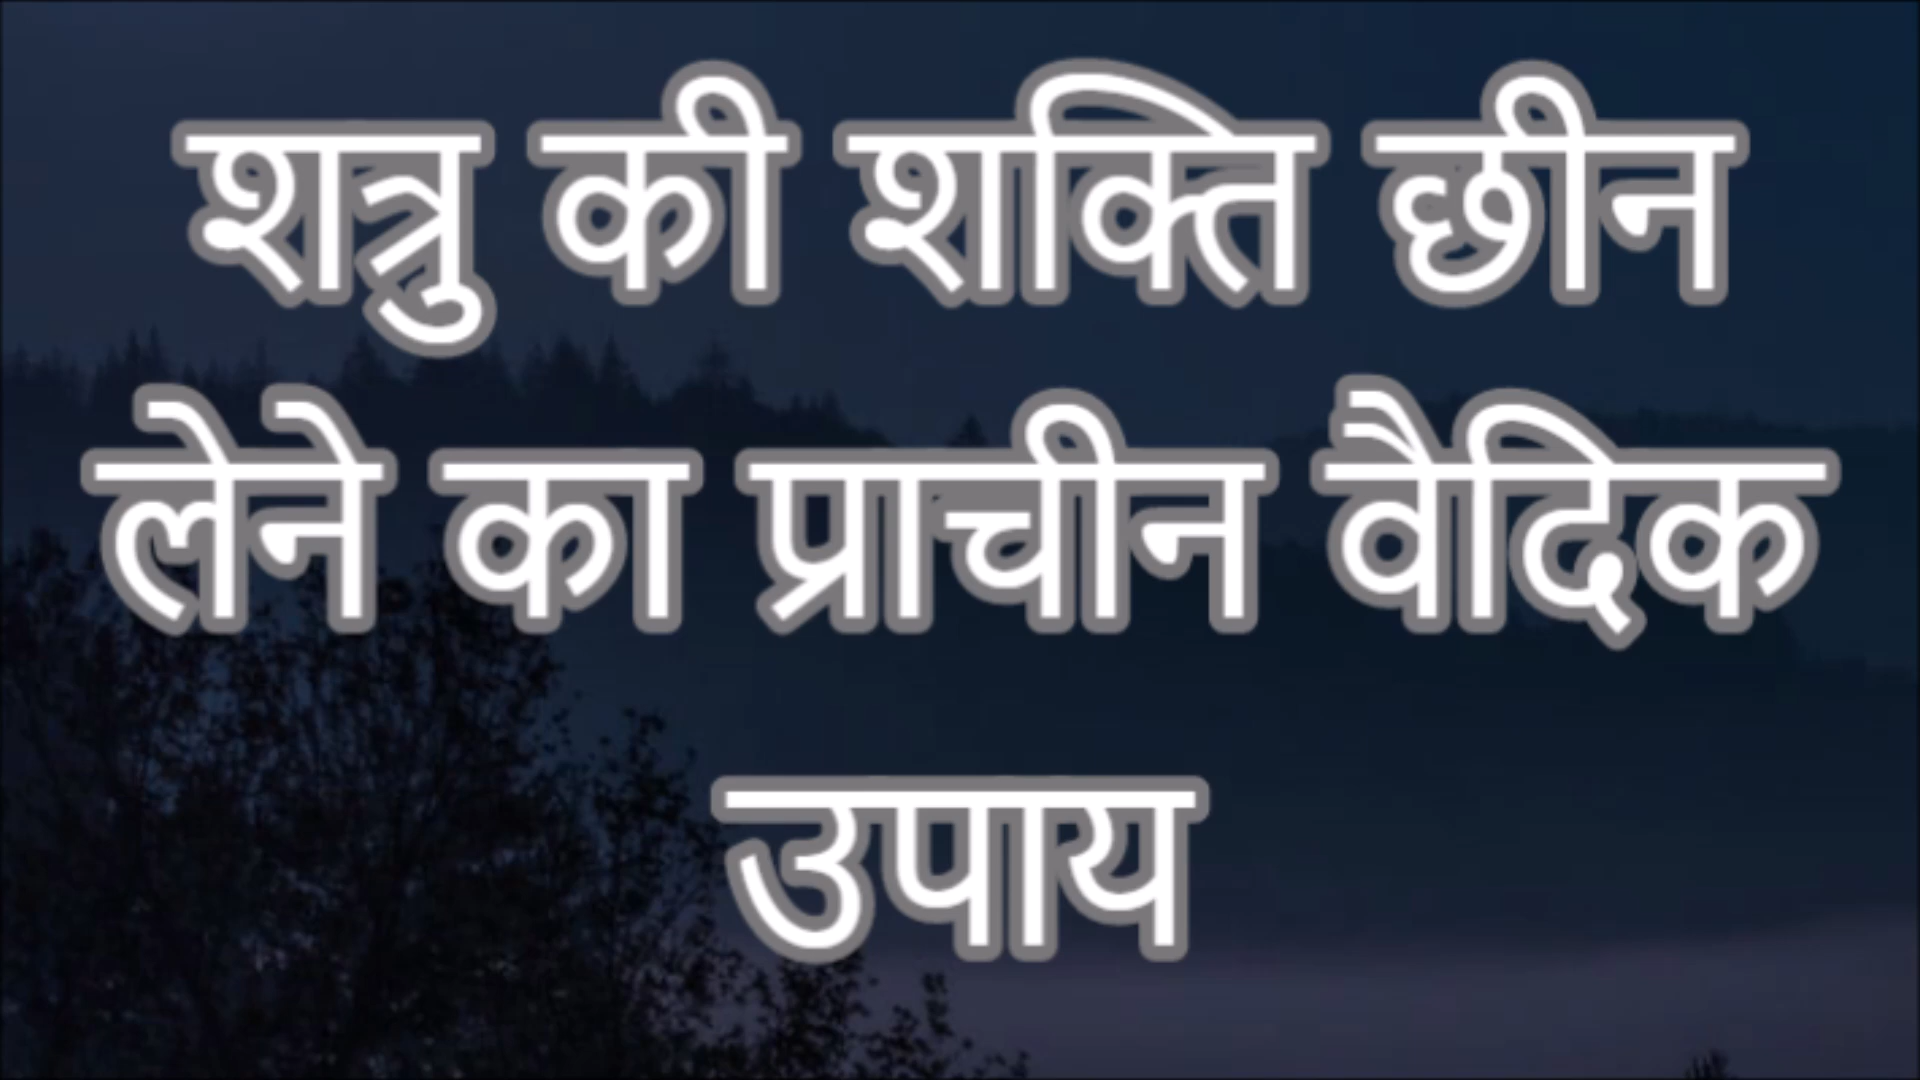 शत्रु की शक्ति छीन
लेने का प्राचीन वैदिक
उपाय